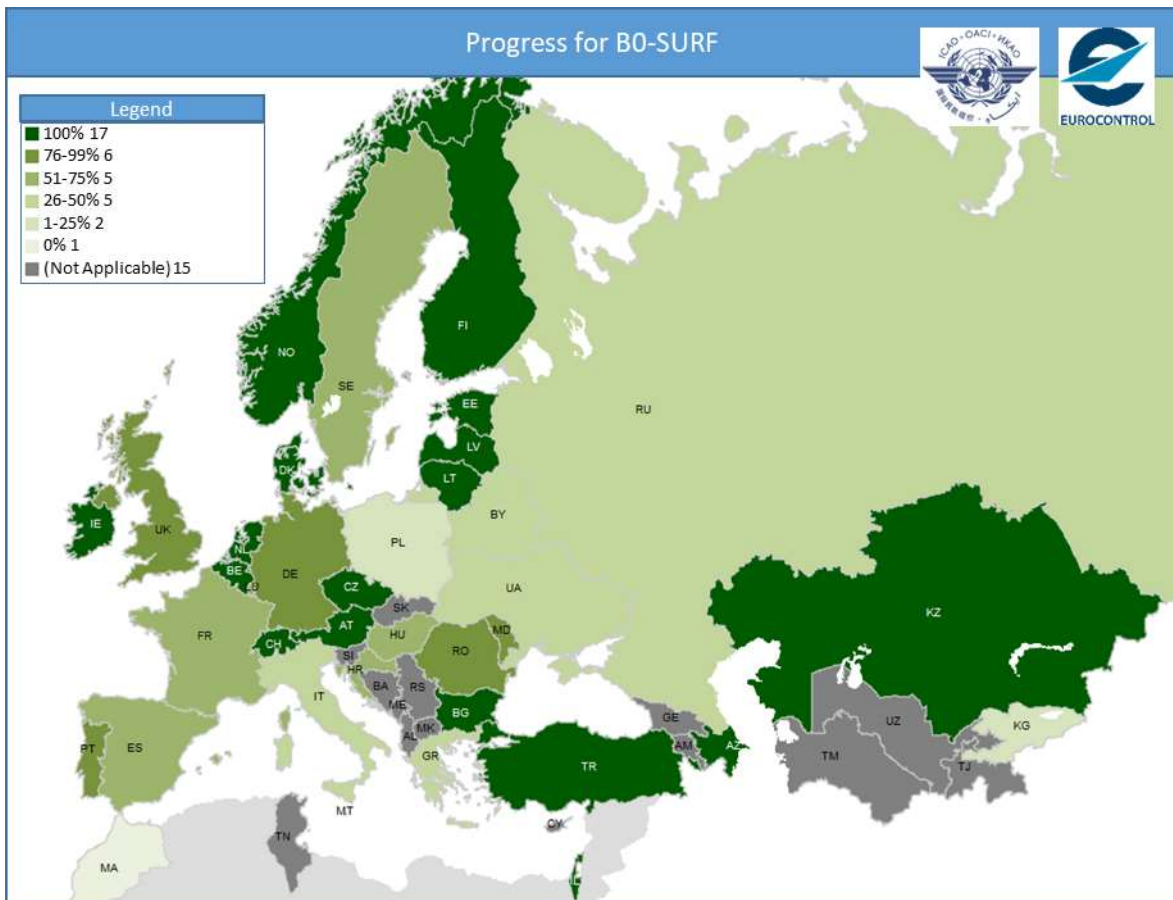 Progress for B0-SURF
ICAO · OACI · ИКАО
EUROCONTROL
Legend
100% 17
76-99% 6
51-75% 5
26-50% 5
1-25% 2
0% 1
(Not Applicable) 15
FI
NO
SE
RU
EE
LV
DK
LT
IE
BY
UK
NL
PL
BE
DE
UA
CZ
SK
KZ
FR
AT
CH
HU
MD
RO
SI
HR
BA
RS
IT
ME
BG
GE
UZ
KG
MK
AL
AM
AZ
PT
ES
GR
TR
TM
TJ
MT
CY
TN
MA